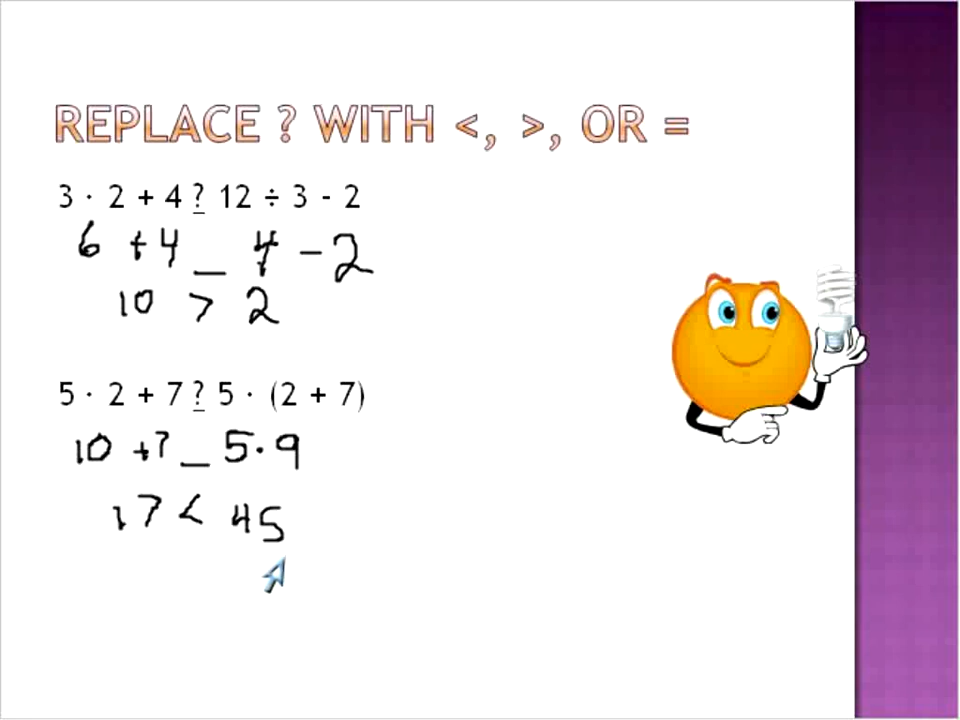 REPLACE ? WITH <, >, OR =
3 · 2 + 4 ? 12 ÷ 3 - 2
6 + 4 _ 4 - 2
10 > 2
5 · 2 + 7 ? 5 · (2 + 7)
10 + 7 _ 5 · 9
17 < 45